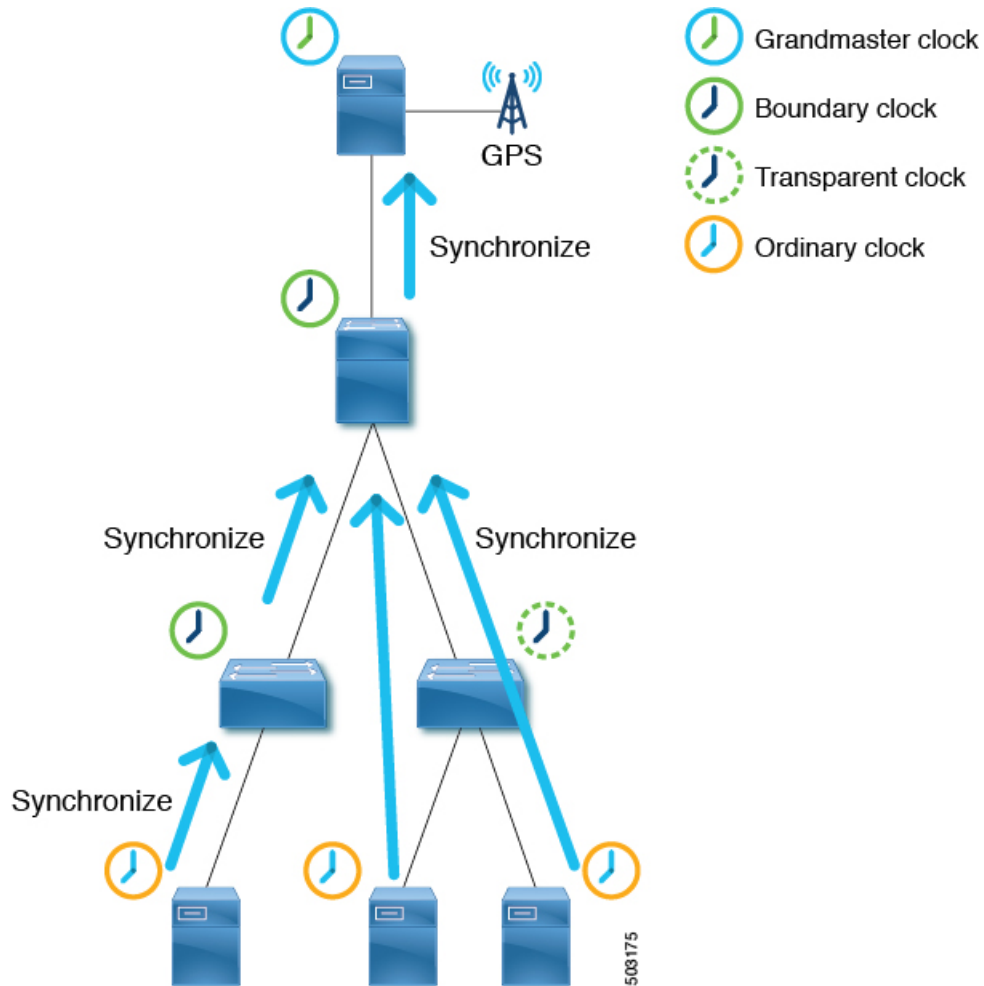 Grandmaster clock
GPS
Boundary clock
Transparent clock
Synchronize
Ordinary clock
Synchronize
Synchronize
Synchronize
503175